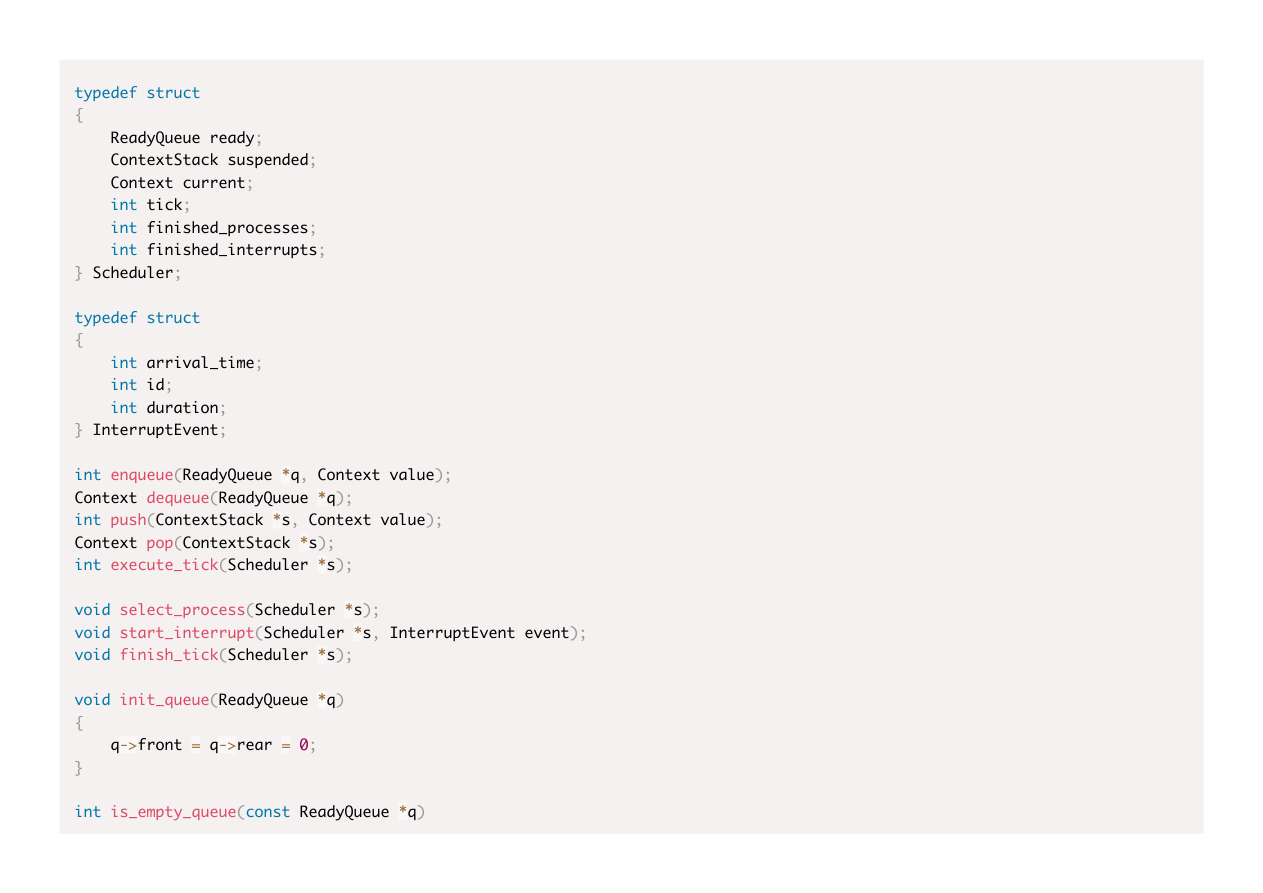 typedef struct
{
    ReadyQueue ready;
    ContextStack suspended;
    Context current;
    int tick;
    int finished_processes;
    int finished_interrupts;
} Scheduler;

typedef struct
{
    int arrival_time;
    int id;
    int duration;
} InterruptEvent;

int enqueue(ReadyQueue *q, Context value);
Context dequeue(ReadyQueue *q);
int push(ContextStack *s, Context value);
Context pop(ContextStack *s);
int execute_tick(Scheduler *s);

void select_process(Scheduler *s);
void start_interrupt(Scheduler *s, InterruptEvent event);
void finish_tick(Scheduler *s);

void init_queue(ReadyQueue *q)
{
    q->front = q->rear = 0;
}

int is_empty_queue(const ReadyQueue *q)